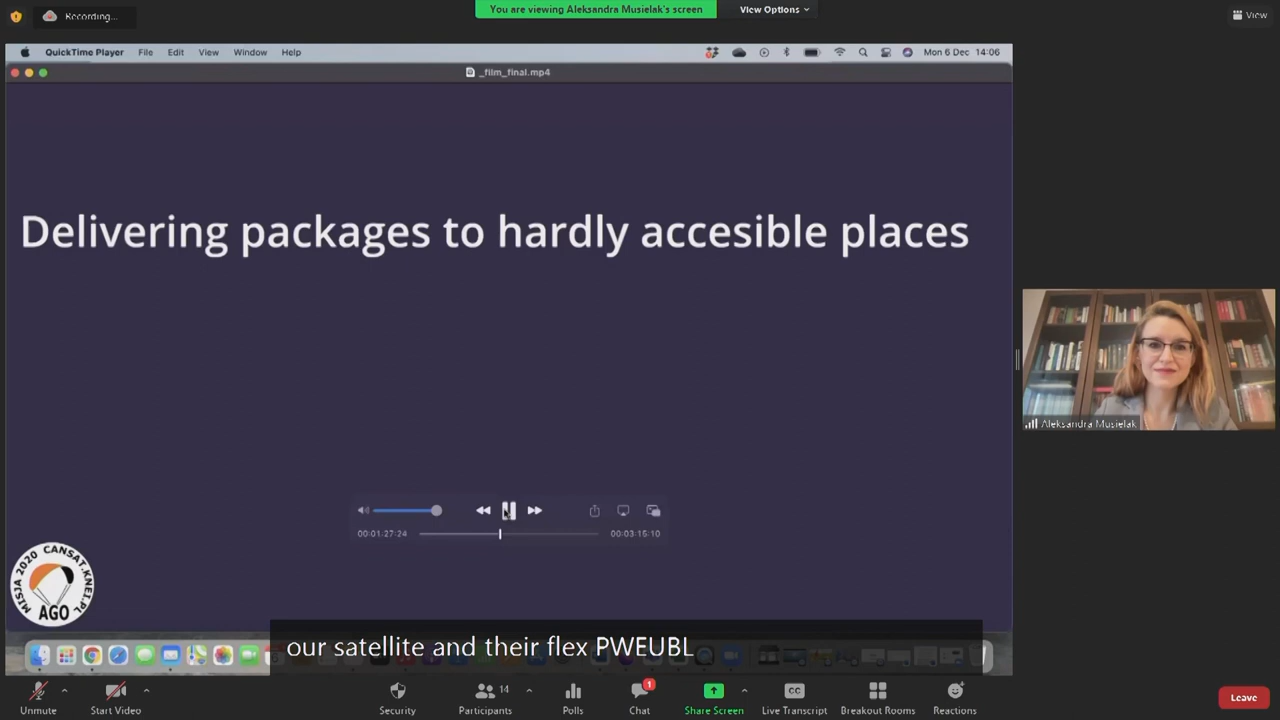 Recording...
You are viewing Aleksandra Musielak's screen
View Options
View
QuickTime Player File Edit View Window Help
Mon 6 Dec 14:06
_film_final.mp4
Delivering packages to hardly accesible places
00:01:27:24
00:03:15:10
MISJA 2020 CANSAT.KNEI.PL
AGO
Aleksandra Musielak
our satellite and their flex PWEUBL
Unmute
Start Video
Security
Participants 14
Polls
Chat 1
Share Screen
CC
Live Transcript
Breakout Rooms
Reactions
Leave